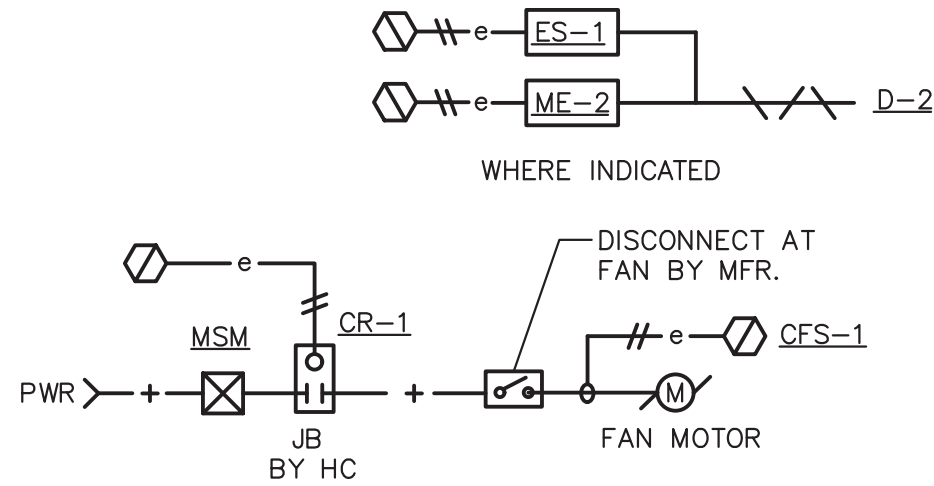 e ES-1
e ME-2 D-2
WHERE INDICATED
DISCONNECT AT
FAN BY MFR.
e
CR-1
MSM
e CFS-1
PWR M
JB
BY HC
FAN MOTOR